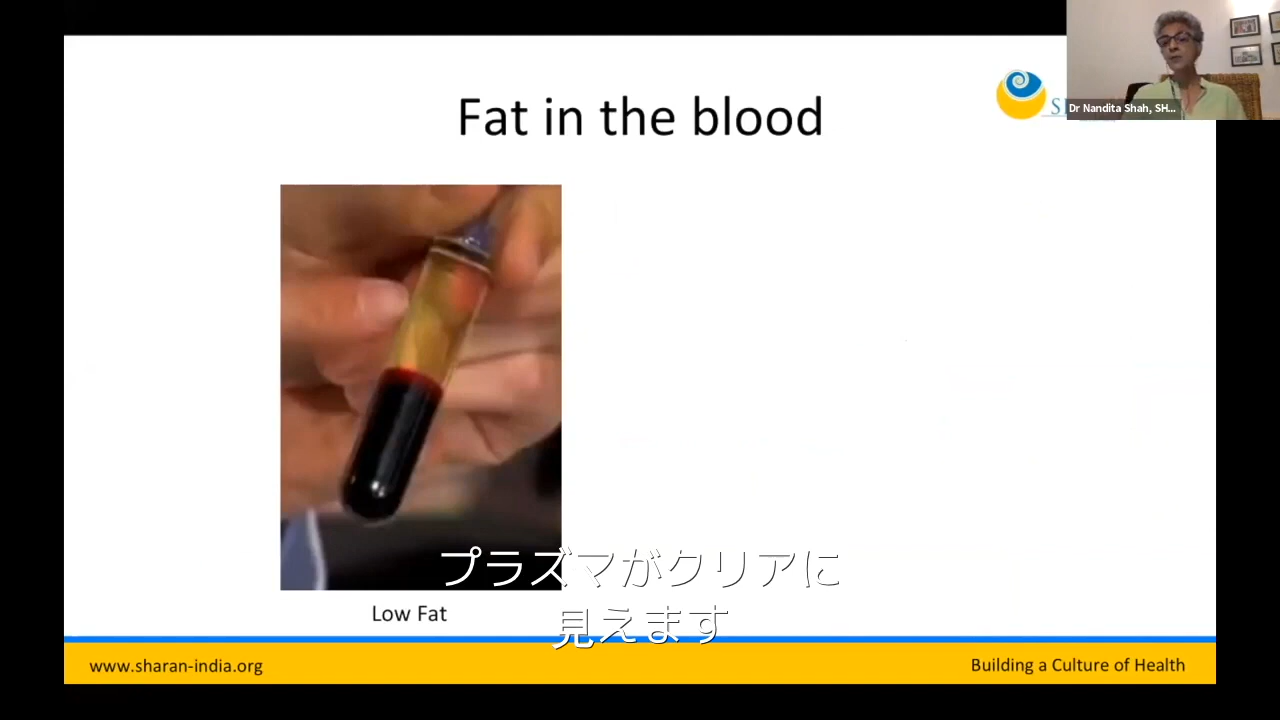 Fat in the blood
Dr Nandita Shah, SH...
Low Fat
プラズマがクリアに
見えます
www.sharan-india.org
Building a Culture of Health